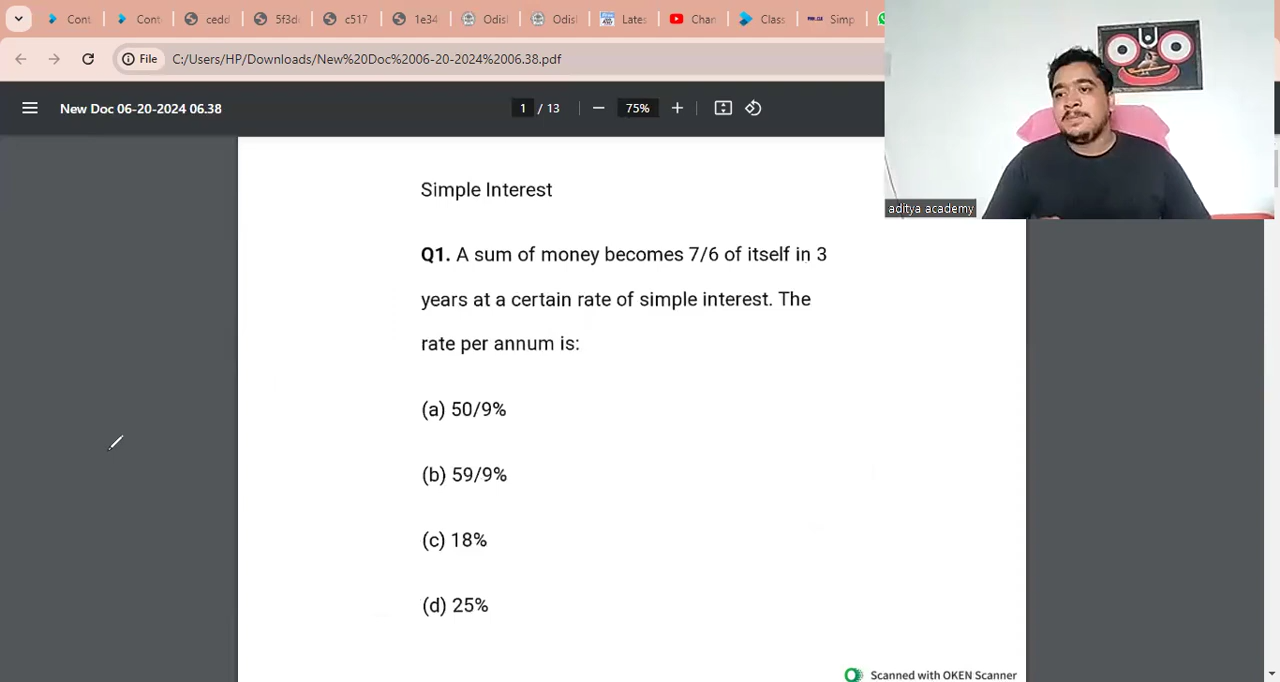 Cont
Cont
cedd
5f3d
c517
1e34
Odisl
Odisl
Lates
Chan
Class
Simp
File
C:/Users/HP/Downloads/New%20Doc%2006-20-2024%2006.38.pdf
New Doc 06-20-2024 06.38
1 / 13
75%
aditya academy
Simple Interest
Q1. A sum of money becomes 7/6 of itself in 3
years at a certain rate of simple interest. The
rate per annum is:
(a) 50/9%
(b) 59/9%
(c) 18%
(d) 25%
Scanned with OKEN Scanner